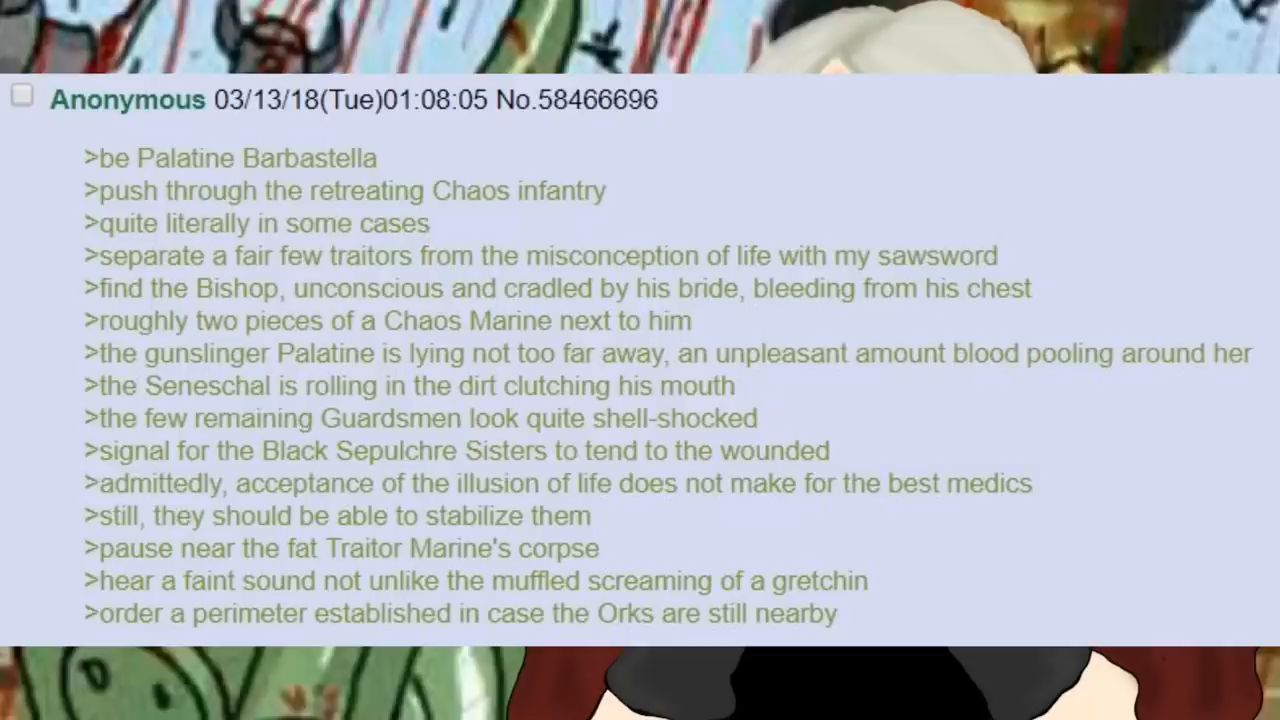 Anonymous 03/13/18(Tue)01:08:05 No.58466696
>be Palatine Barbastella
>push through the retreating Chaos infantry
>quite literally in some cases
>separate a fair few traitors from the misconception of life with my sawsword
>find the Bishop, unconscious and cradled by his bride, bleeding from his chest
>roughly two pieces of a Chaos Marine next to him
>the gunslinger Palatine is lying not too far away, an unpleasant amount blood pooling around her
>the Seneschal is rolling in the dirt clutching his mouth
>the few remaining Guardsmen look quite shell-shocked
>signal for the Black Sepulchre Sisters to tend to the wounded
>admittedly, acceptance of the illusion of life does not make for the best medics
>still, they should be able to stabilize them
>pause near the fat Traitor Marine's corpse
>hear a faint sound not unlike the muffled screaming of a gretchin
>order a perimeter established in case the Orks are still nearby